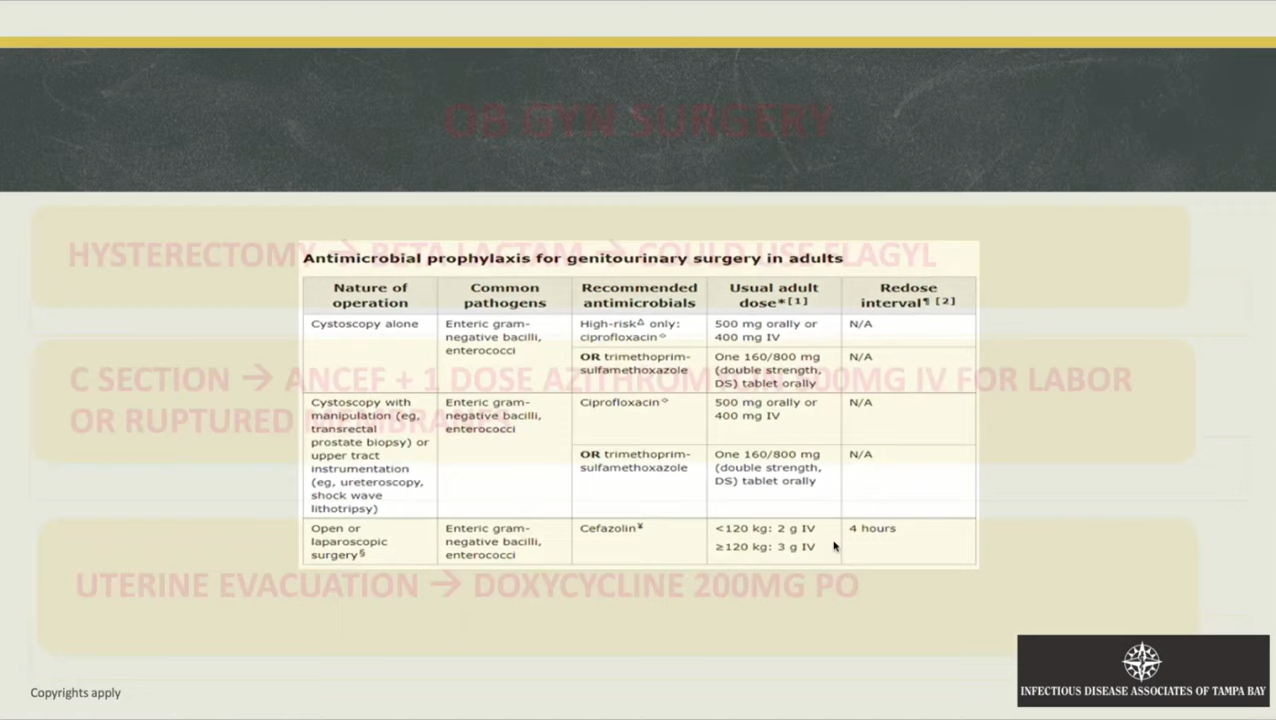 OB GYN SURGERY
HYSTERECTOMY → BETA LACTAM → COULD USE FLAGYL
C SECTION → ANCEF + 1 DOSE 500MG IV FOR LABOR
OR RUPTURED
UTERINE EVACUATION → DOXYCYCLINE 200MG PO
Antimicrobial prophylaxis for genitourinary surgery in adults
Nature of
operation
Common
pathogens
Recommended
antimicrobials
Usual adult
dose*[1]
Redose
interval¶ [2]
Cystoscopy alone
Enteric gram-
negative bacilli,
enterococci
High-riskΔ only:
ciprofloxacin◇
500 mg orally or
400 mg IV
N/A
OR trimethoprim-
sulfamethoxazole
One 160/800 mg
(double strength,
DS) tablet orally
N/A
Cystoscopy with
manipulation (eg,
transrectal
prostate biopsy) or
upper tract
instrumentation
(eg, ureteroscopy,
shock wave
lithotripsy)
Enteric gram-
negative bacilli,
enterococci
Ciprofloxacin◇
500 mg orally or
400 mg IV
N/A
OR trimethoprim-
sulfamethoxazole
One 160/800 mg
(double strength,
DS) tablet orally
N/A
Open or
laparoscopic
surgery§
Enteric gram-
negative bacilli,
enterococci
Cefazolin¥
<120 kg: 2 g IV
≥120 kg: 3 g IV
4 hours
Copyrights apply
INFECTIOUS DISEASE ASSOCIATES OF TAMPA BAY